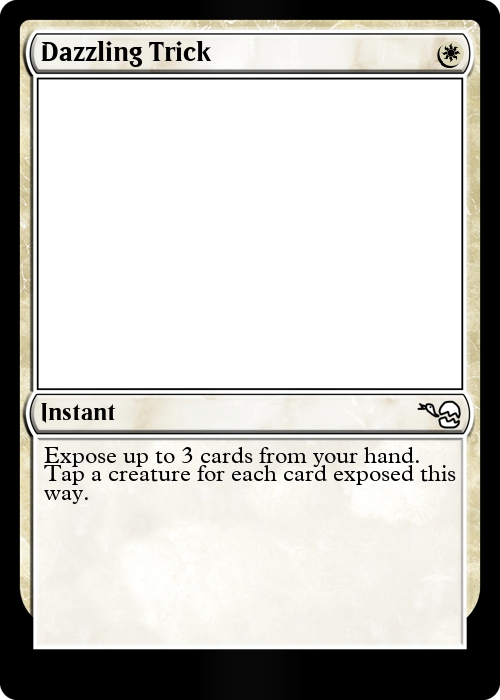 Dazzling Trick
Instant
Expose up to 3 cards from your hand.
Tap a creature for each card exposed this
way.